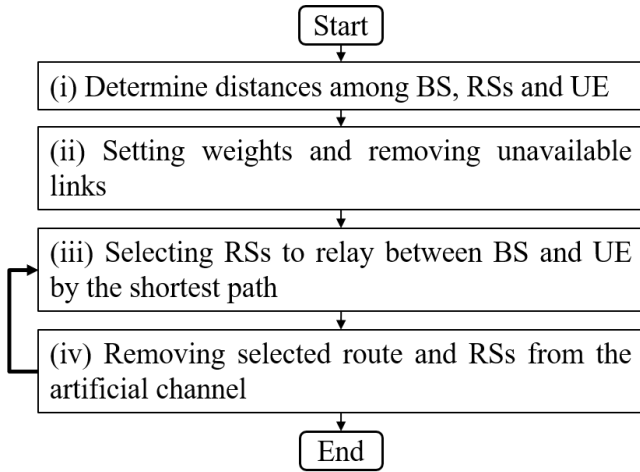 Start
(i) Determine distances among BS, RSs and UE
(ii) Setting weights and removing unavailable
links
(iii) Selecting RSs to relay between BS and UE
by the shortest path
(iv) Removing selected route and RSs from the
artificial channel
End